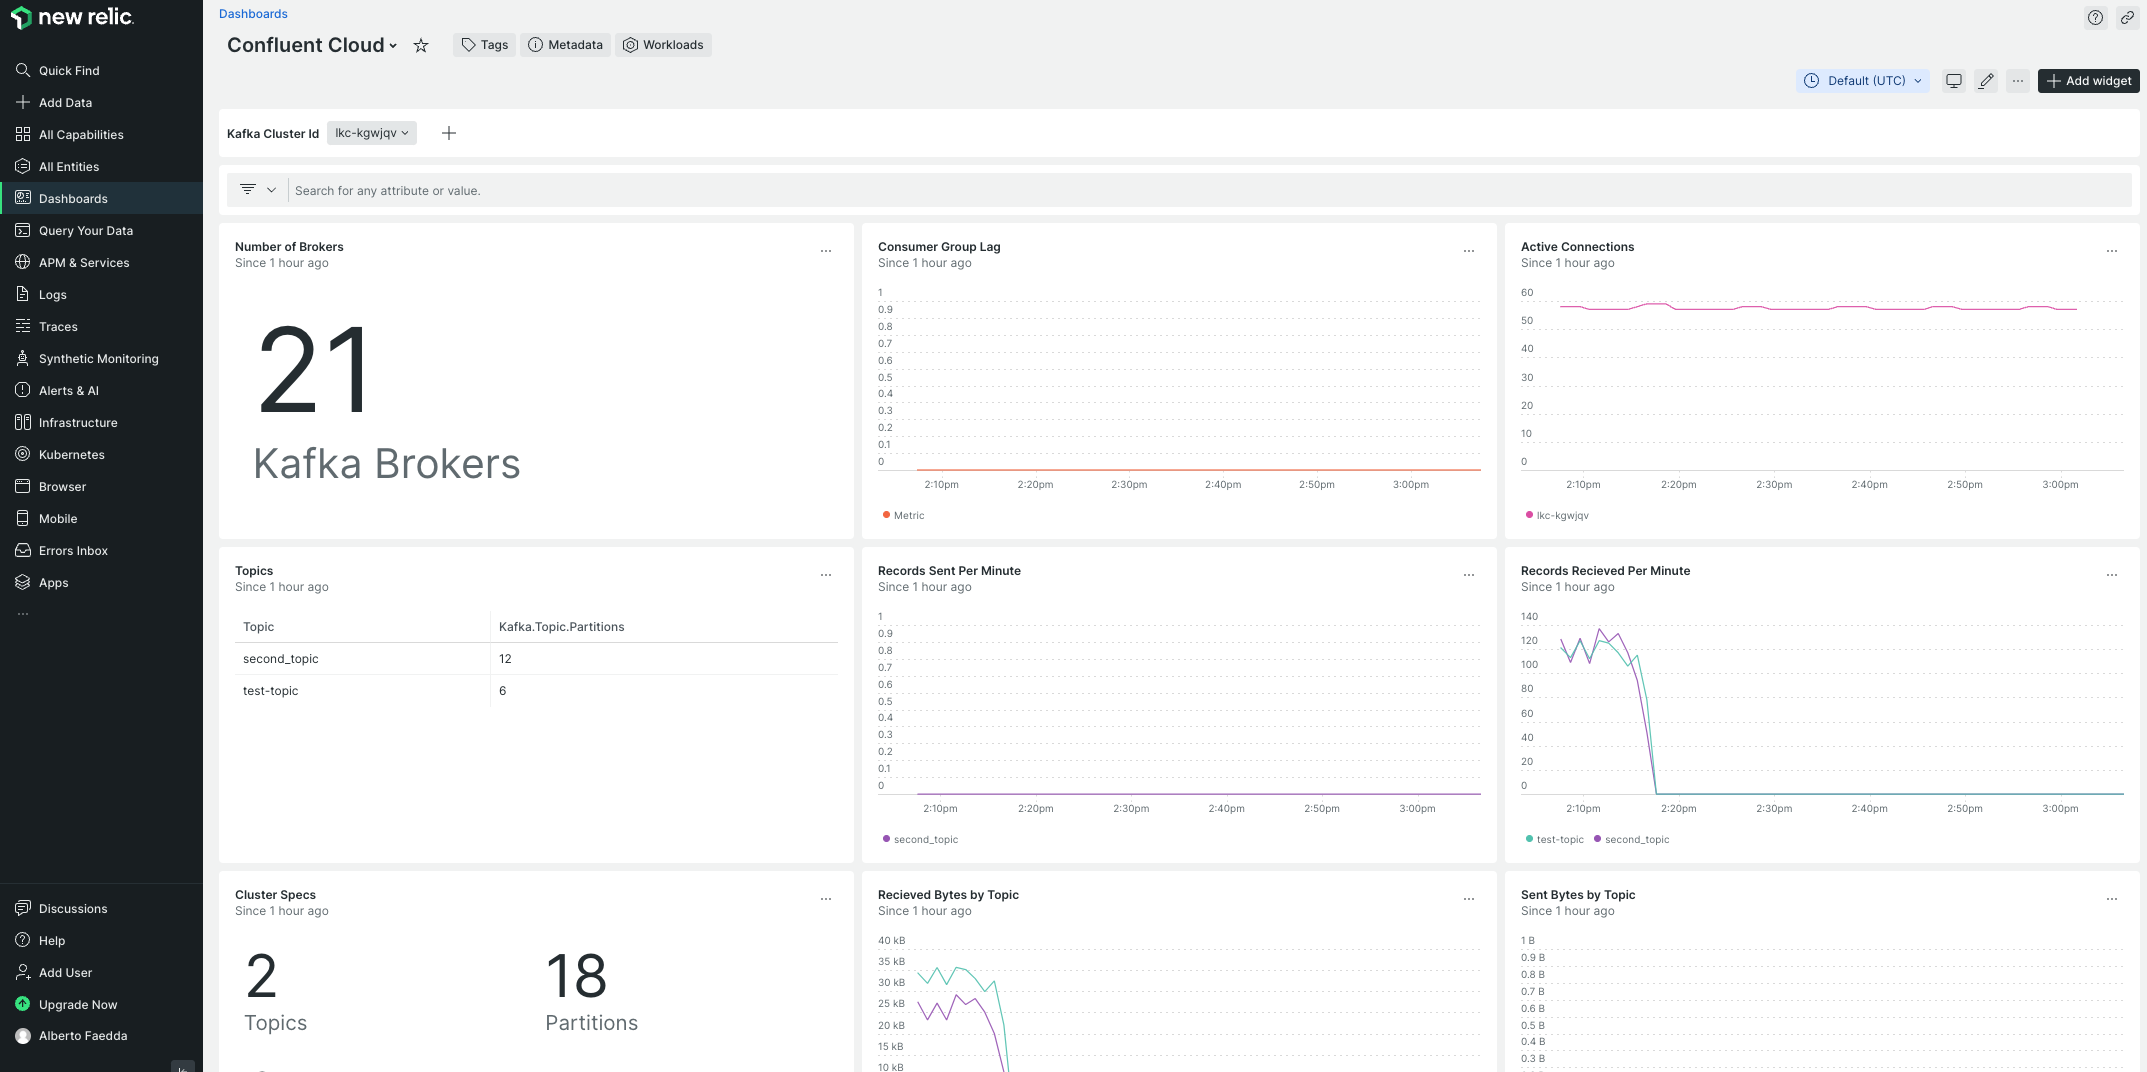 new relic.
Quick Find
Add Data
All Capabilities
All Entities
Dashboards
Query Your Data
APM & Services
Logs
Traces
Synthetic Monitoring
Alerts & AI
Infrastructure
Kubernetes
Browser
Mobile
Errors Inbox
Apps
...
Discussions
Help
Add User
Upgrade Now
Alberto Faedda
Dashboards
Confluent Cloud
Tags
Metadata
Workloads
Default (UTC)
Add widget
Kafka Cluster Id
lkc-kgwjqv
Search for any attribute or value.
Number of Brokers
Since 1 hour ago
21
Kafka Brokers
Consumer Group Lag
Since 1 hour ago
1
0.9
0.8
0.7
0.6
0.5
0.4
0.3
0.2
0.1
0
2:10pm 2:20pm 2:30pm 2:40pm 2:50pm 3:00pm
Metric
Active Connections
Since 1 hour ago
60
50
40
30
20
10
0
2:10pm 2:20pm 2:30pm 2:40pm 2:50pm 3:00pm
lkc-kgwjqv
Topics
Since 1 hour ago
Topic Kafka.Topic.Partitions
second_topic 12
test-topic 6
Records Sent Per Minute
Since 1 hour ago
1
0.9
0.8
0.7
0.6
0.5
0.4
0.3
0.2
0.1
0
2:10pm 2:20pm 2:30pm 2:40pm 2:50pm 3:00pm
second_topic
Records Recieved Per Minute
Since 1 hour ago
140
120
100
80
60
40
20
0
2:10pm 2:20pm 2:30pm 2:40pm 2:50pm 3:00pm
test-topic second_topic
Cluster Specs
Since 1 hour ago
2
Topics
18
Partitions
Recieved Bytes by Topic
Since 1 hour ago
40 kB
35 kB
30 kB
25 kB
20 kB
15 kB
10 kB
Sent Bytes by Topic
Since 1 hour ago
1 B
0.9 B
0.8 B
0.7 B
0.6 B
0.5 B
0.4 B
0.3 B